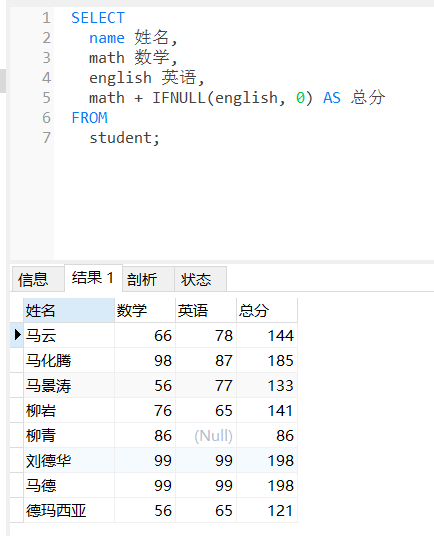 1 SELECT
2 name 姓名,
3 math 数学,
4 english 英语,
5 math + IFNULL(english, 0) AS 总分
6 FROM
7 student;
信息 结果 1 剖析 状态
姓名 数学 英语 总分
马云 66 78 144
马化腾 98 87 185
马景涛 56 77 133
柳岩 76 65 141
柳青 86 (Null) 86
刘德华 99 99 198
马德 99 99 198
德玛西亚 56 65 121